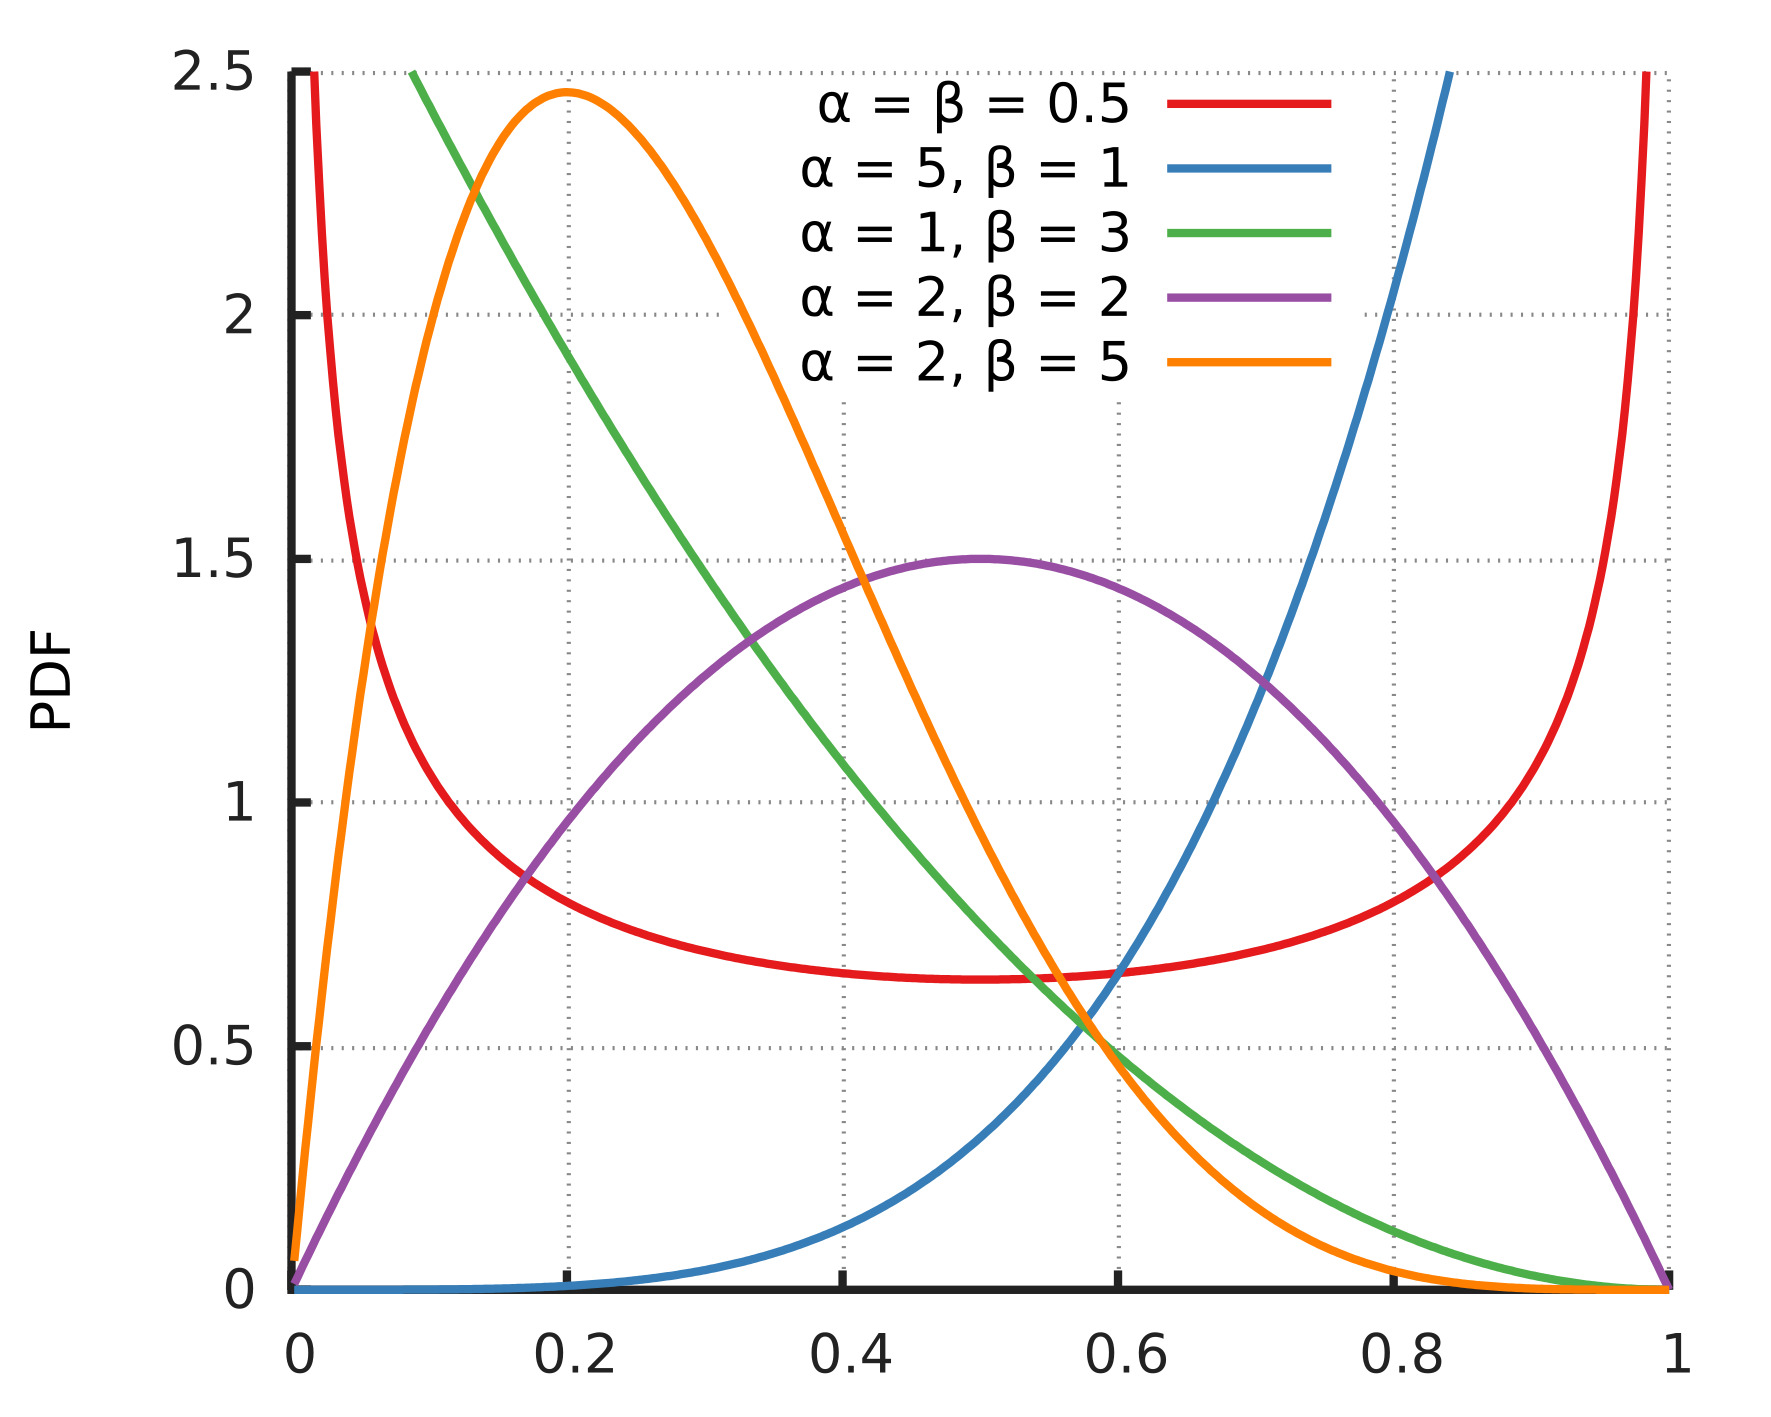 2.5
2
1.5
1
0.5
0
PDF
α = β = 0.5
α = 5, β = 1
α = 1, β = 3
α = 2, β = 2
α = 2, β = 5
0 0.2 0.4 0.6 0.8 1